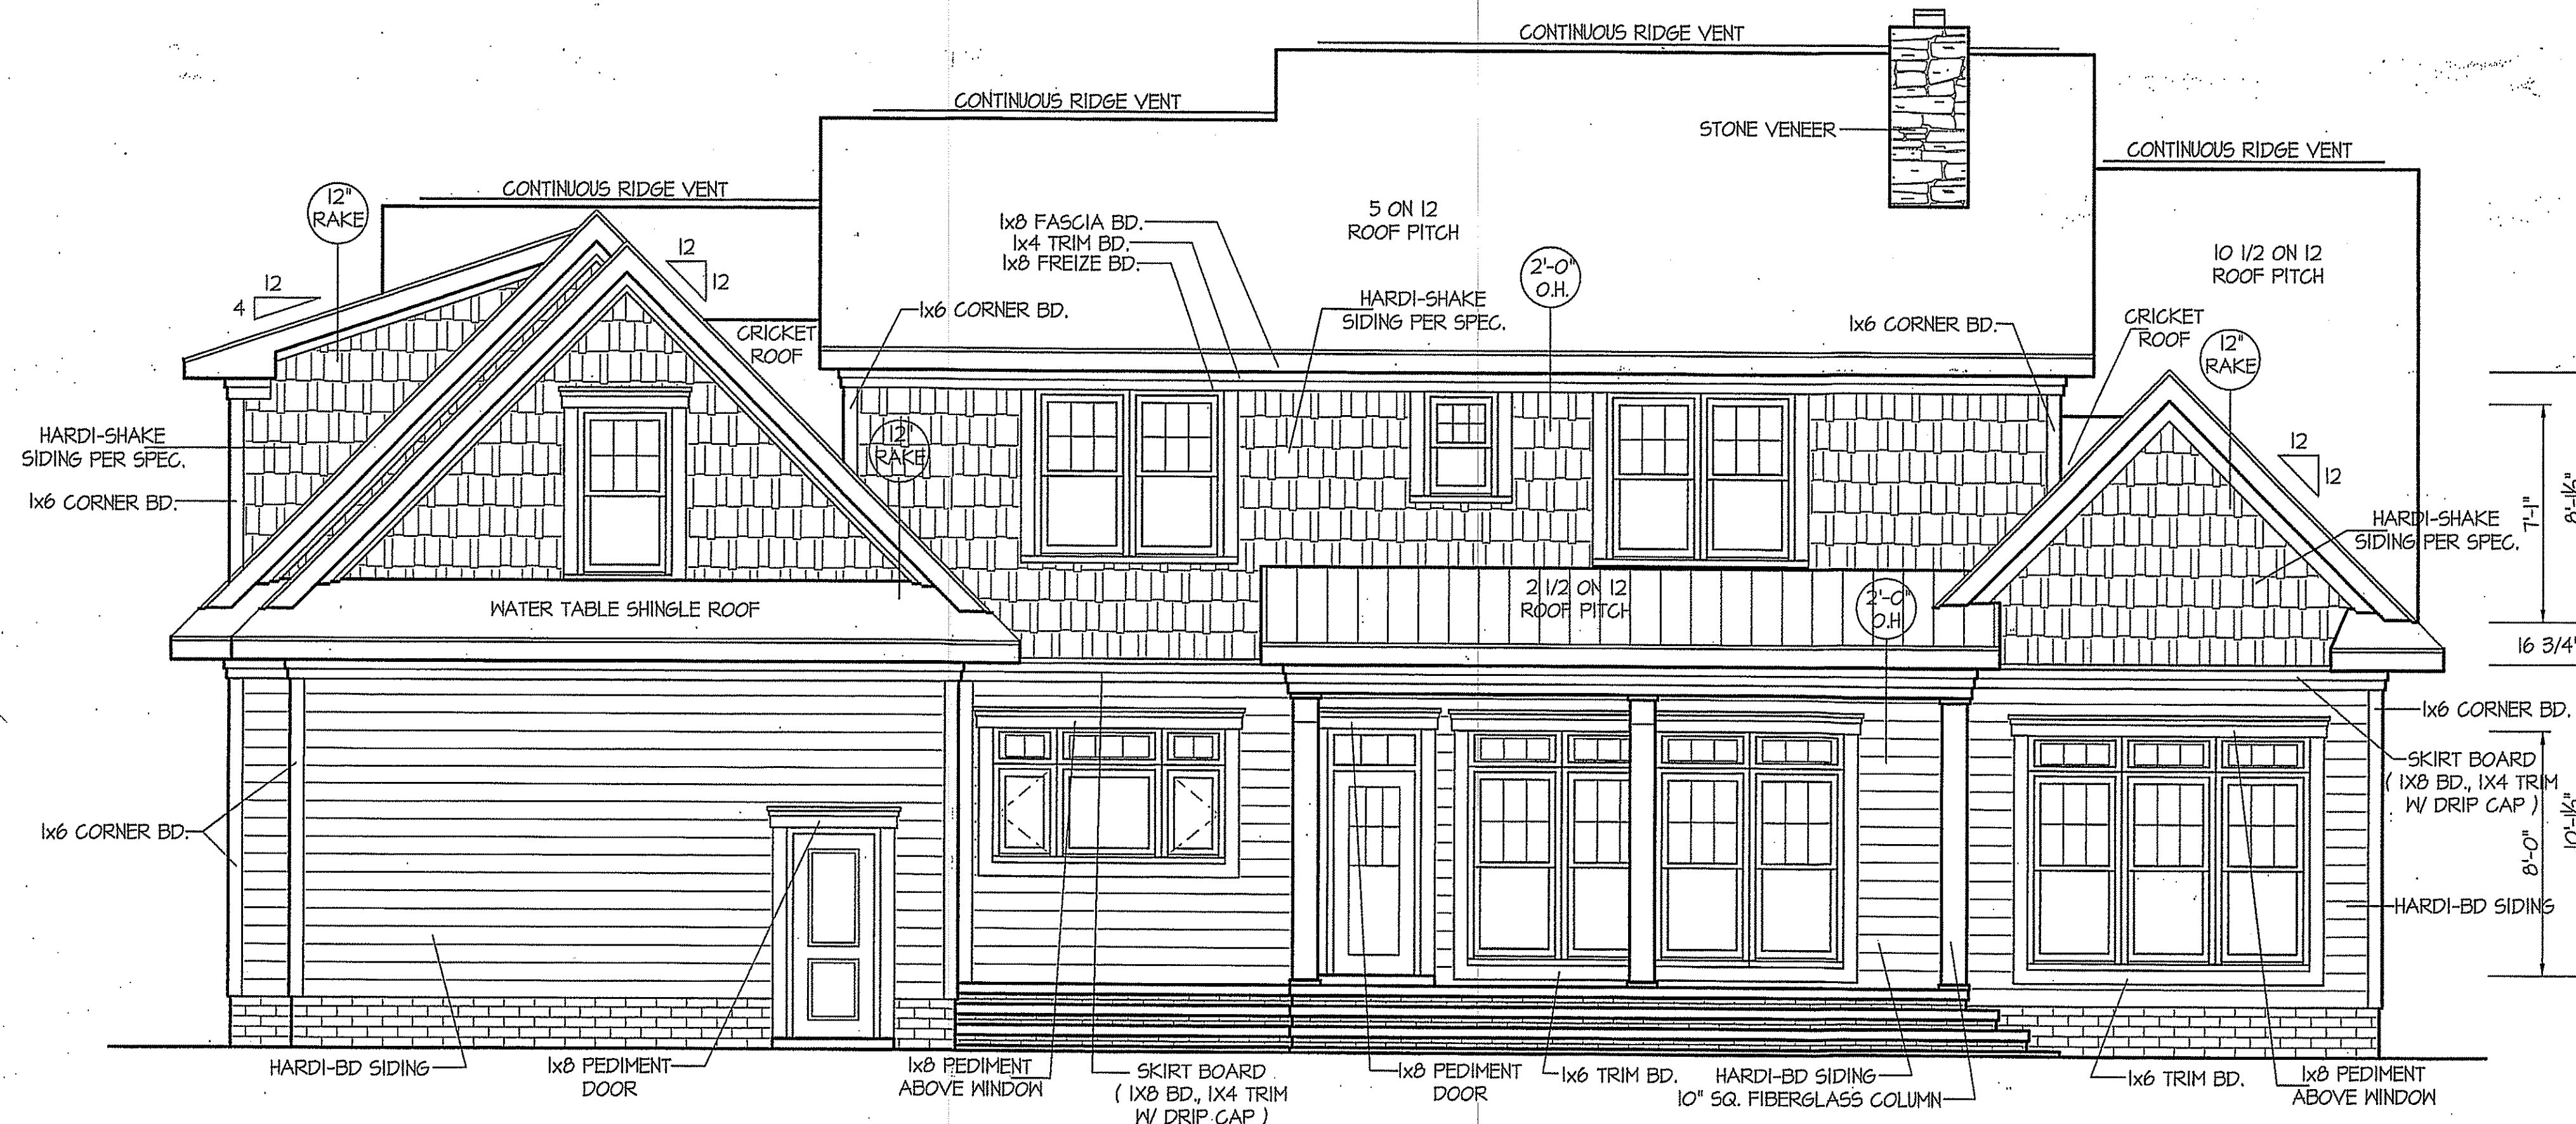 CONTINUOUS RIDGE VENT
CONTINUOUS RIDGE VENT
STONE VENEER
CONTINUOUS RIDGE VENT
CONTINUOUS RIDGE VENT
12"
RAKE
1x8 FASCIA BD.
1x4 TRIM BD.
1x8 FREIZE BD.
5 ON 12
ROOF PITCH
10 1/2 ON 12
ROOF PITCH
12
12
12
4
2'-0"
O.H.
HARDI-SHAKE
SIDING PER SPEC.
1x6 CORNER BD.
CRICKET
ROOF
1x6 CORNER BD.
CRICKET
ROOF
12"
RAKE
HARDI-SHAKE
SIDING PER SPEC.
1x6 CORNER BD.
12"
RAKE
12
12
7'-1"
HARDI-SHAKE
SIDING PER SPEC.
WATER TABLE SHINGLE ROOF
2 1/2 ON 12
ROOF PITCH
2'-0"
O.H.
16 3/4"
1x6 CORNER BD.
SKIRT BOARD
( 1X8 BD., 1X4 TRIM
W/ DRIP CAP )
1x6 CORNER BD.
8'-0"
HARDI-BD SIDING
HARDI-BD SIDING
1x8 PEDIMENT
DOOR
1x8 PEDIMENT
ABOVE WINDOW
SKIRT BOARD
( 1X8 BD., 1X4 TRIM
W/ DRIP CAP )
1x8 PEDIMENT
DOOR
1x6 TRIM BD.
HARDI-BD SIDING
10" SQ. FIBERGLASS COLUMN
1x6 TRIM BD.
1x8 PEDIMENT
ABOVE WINDOW